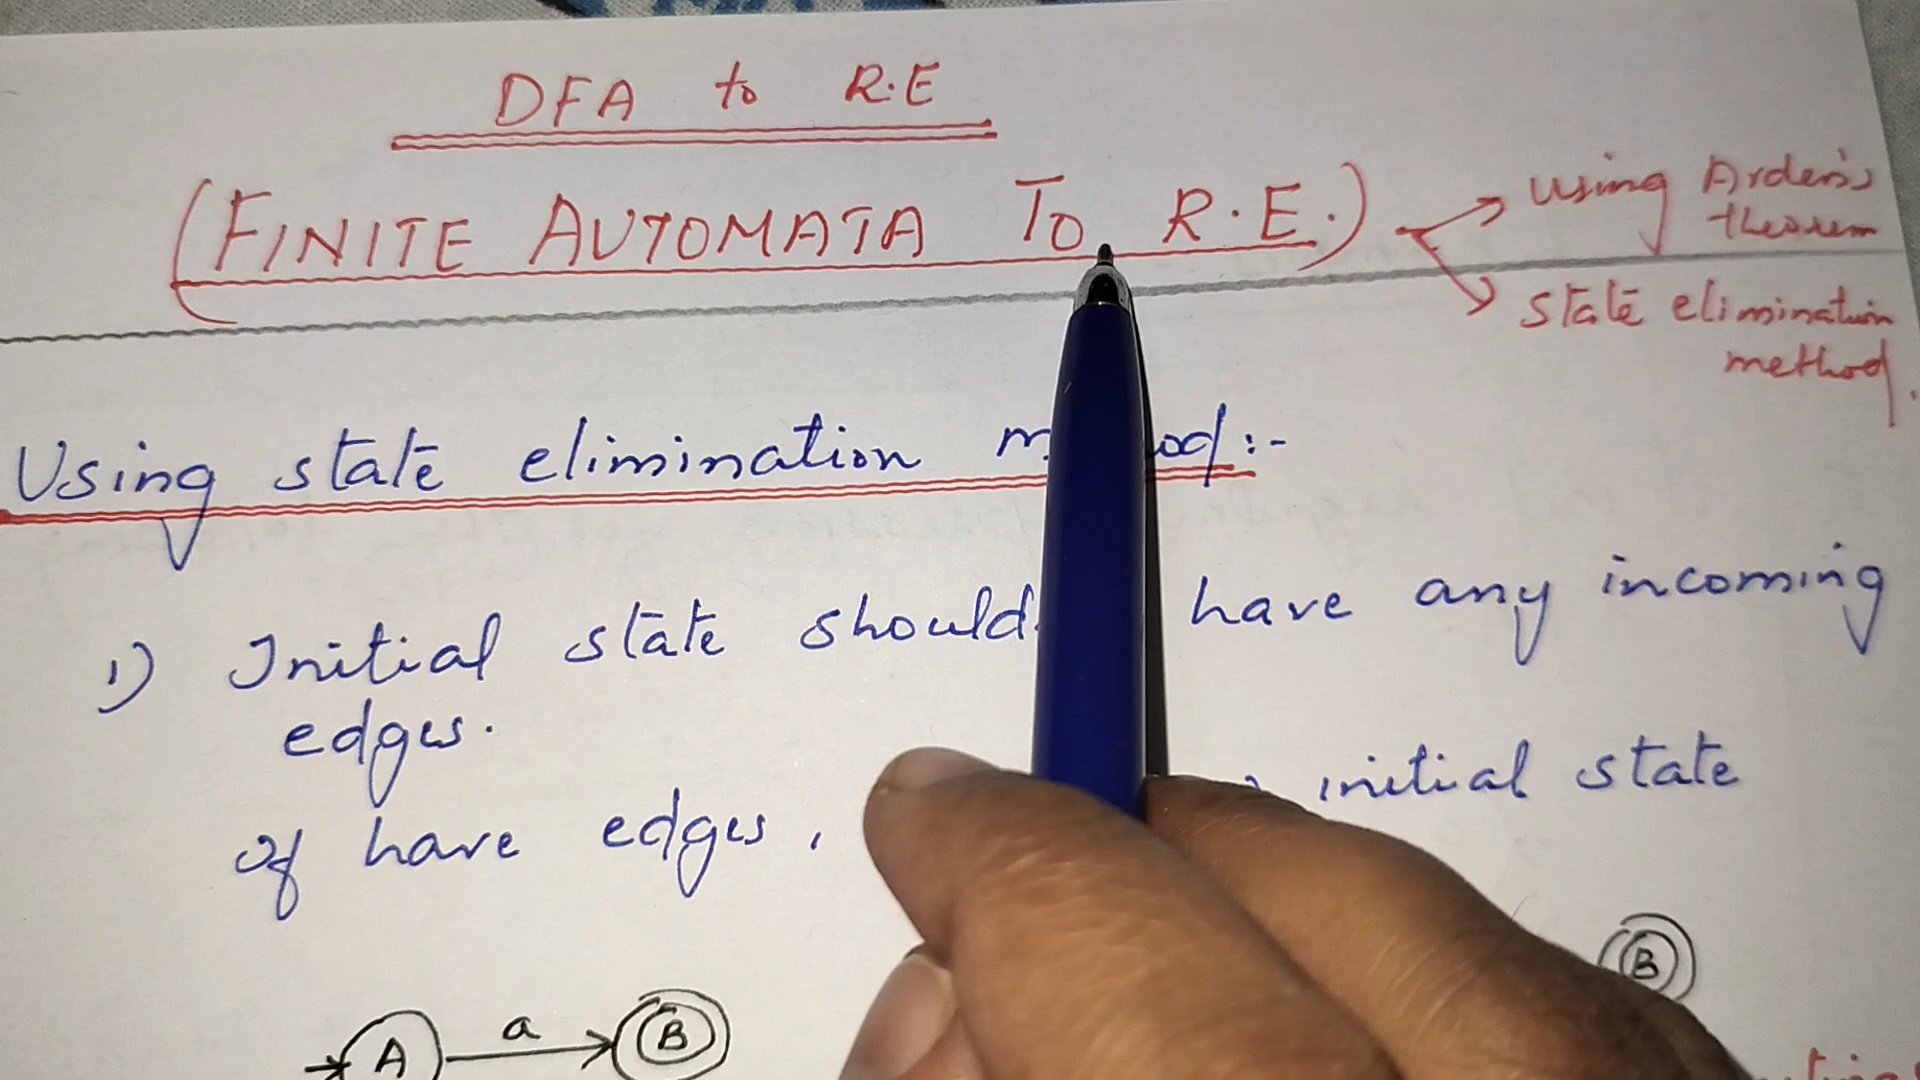 DFA to R.E
(FINITE AUTOMATA TO R.E.)
Using Arden's
theorem
state elimination
method.
Using state elimination :-
1) Initial state should have any incoming
edges.
If have edges, initial state
B
a
A B